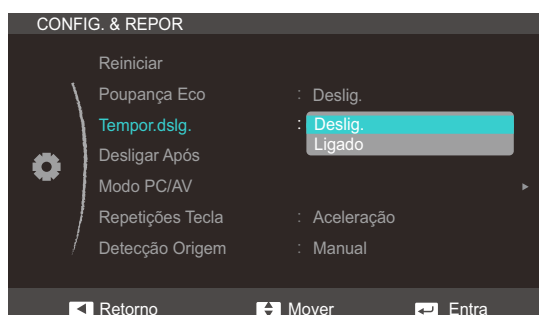 CONFIG. & REPOR
Reiniciar
Poupança Eco : Deslig.
Tempor.dslg. : Deslig.
Ligado
Desligar Após
Modo PC/AV
Repetições Tecla : Aceleração
Detecção Origem : Manual
Retorno Mover Entra